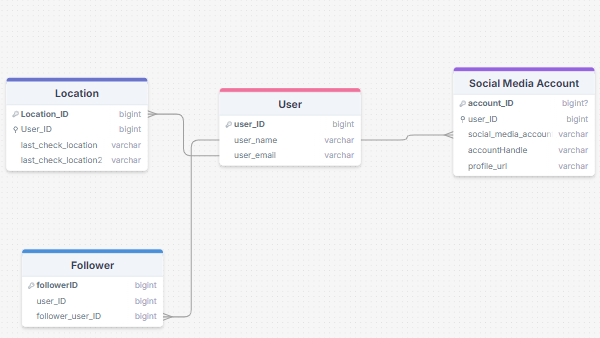 Location
Location_ID bigint
User_ID bigint
last_check_location varchar
last_check_location2 varchar
User
user_ID bigint
user_name varchar
user_email varchar
Social Media Account
account_ID bigint?
user_ID bigint
social_media_accoun varchar
accountHandle varchar
profile_url varchar
Follower
followerID bigint
user_ID bigint
follower_user_ID bigint